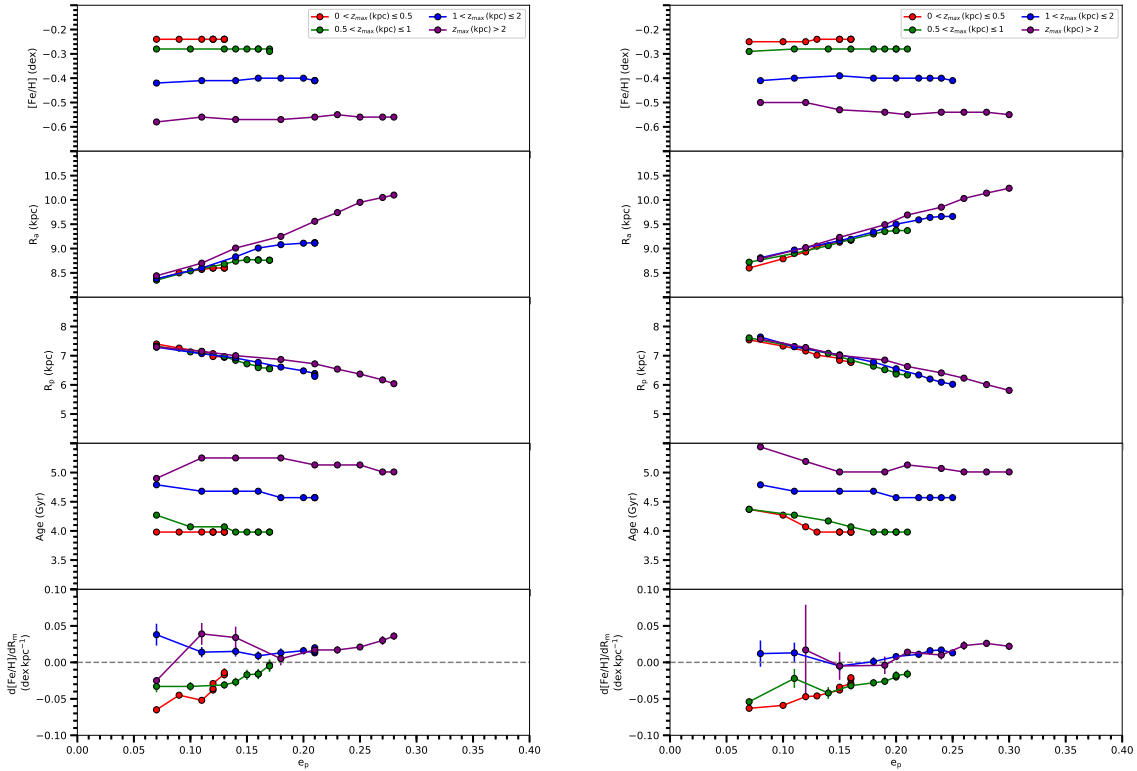 0 < z_max (kpc) ≤ 0.5
1 < z_max (kpc) ≤ 2
0.5 < z_max (kpc) ≤ 1
z_max (kpc) > 2
−0.2
−0.3
−0.4
−0.5
−0.6
[Fe/H] (dex)
10.5
10.0
9.5
9.0
8.5
R_a (kpc)
8
7
6
5
R_p (kpc)
5.0
4.5
4.0
3.5
Age (Gyr)
0.10
0.05
0.00
−0.05
−0.10
d[Fe/H]/dR_m
(dex kpc⁻¹)
0.00 0.05 0.10 0.15 0.20 0.25 0.30 0.35 0.40
e_p
0 < z_max (kpc) ≤ 0.5
1 < z_max (kpc) ≤ 2
0.5 < z_max (kpc) ≤ 1
z_max (kpc) > 2
−0.2
−0.3
−0.4
−0.5
−0.6
[Fe/H] (dex)
10.5
10.0
9.5
9.0
8.5
R_a (kpc)
8
7
6
5
R_p (kpc)
5.0
4.5
4.0
3.5
Age (Gyr)
0.10
0.05
0.00
−0.05
−0.10
d[Fe/H]/dR_m
(dex kpc⁻¹)
0.00 0.05 0.10 0.15 0.20 0.25 0.30 0.35 0.40
e_p